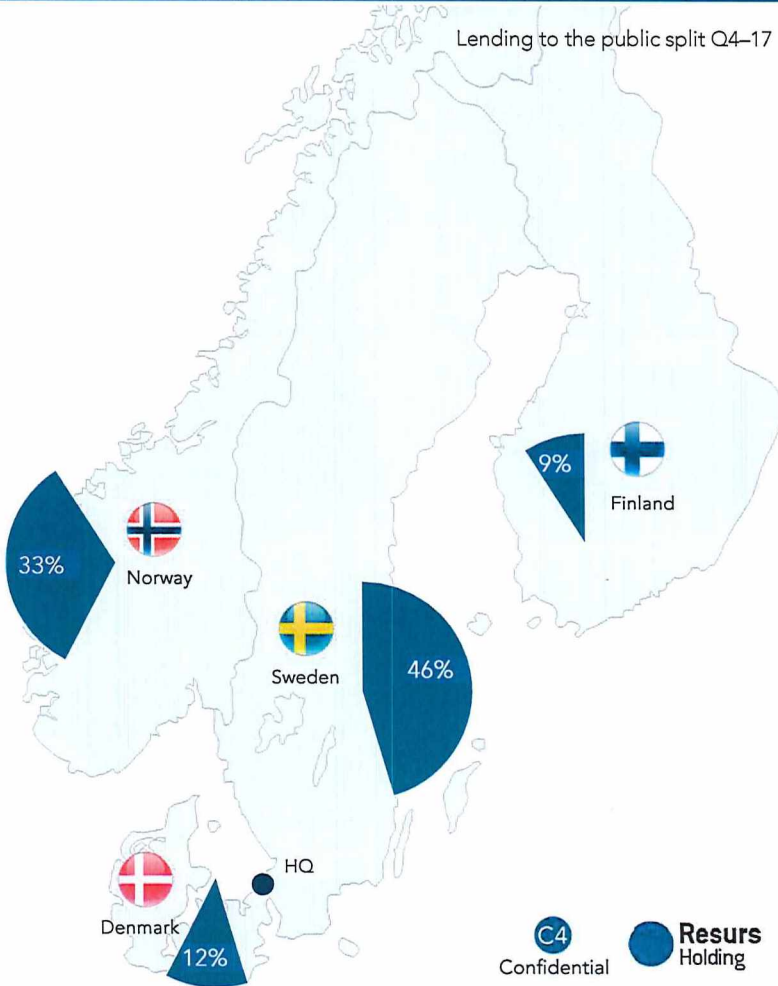 Lending to the public split Q4–17
9%
Finland
33%
Norway
Sweden
46%
HQ
Denmark
12%
C4
Confidential
Resurs
Holding